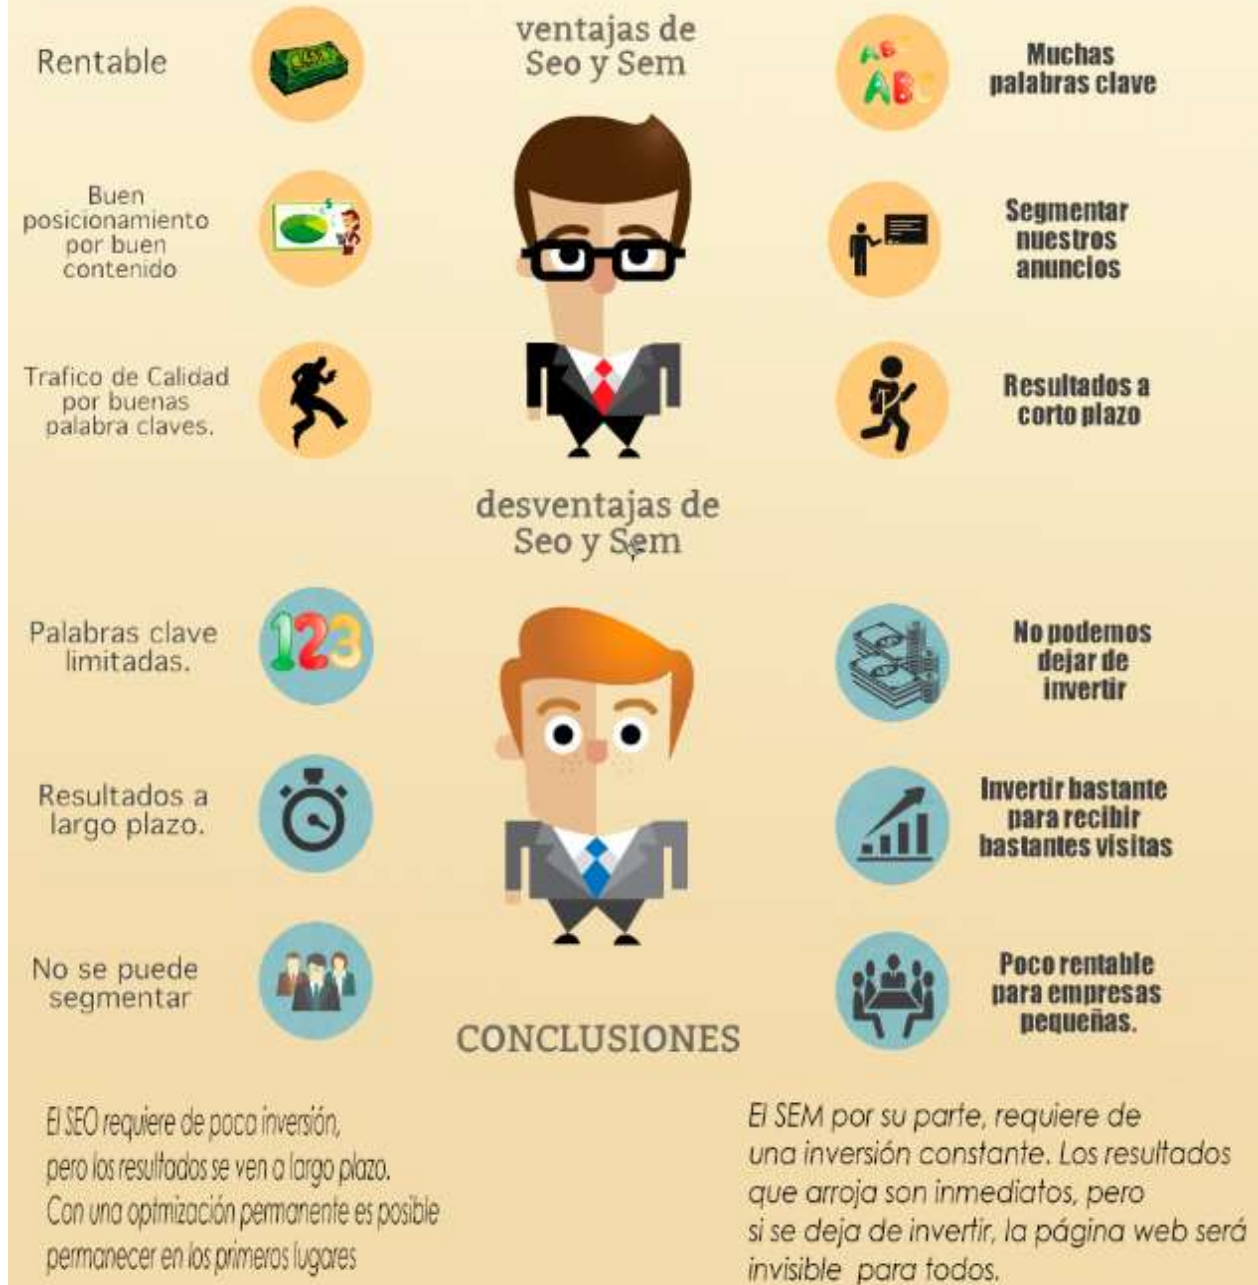 ventajas de
Seo y Sem
Rentable
Buen
posicionamiento
por buen
contenido
Trafico de Calidad
por buenas
palabra claves.
Muchas
palabras clave
Segmentar
nuestros
anuncios
Resultados a
corto plazo
desventajas de
Seo y Sem
Palabras clave
limitadas.
Resultados a
largo plazo.
No se puede
segmentar
No podemos
dejar de
invertir
Invertir bastante
para recibir
bastantes visitas
Poco rentable
para empresas
pequeñas.
CONCLUSIONES
El SEO requiere de poca inversión,
pero los resultados se ven a largo plazo.
Con una optmización permanente es posible
permanecer en los primeros lugares
El SEM por su parte, requiere de
una inversión constante. Los resultados
que arroja son inmediatos, pero
si se deja de invertir, la página web será
invisible para todos.
ABC
ABC
123